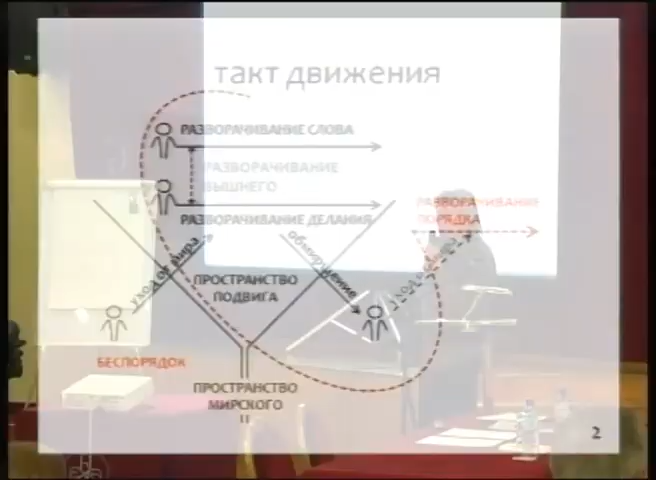 такт движения
РАЗВОРАЧИВАНИЕ СЛОВА
РАЗВОРАЧИВАНИЕ
ВЫШНЕГО
РАЗВОРАЧИВАНИЕ ДЕЛАНИЯ
РАЗВОРАЧИВАНИЕ
ПОРЯДКА
уход от мира
обмирщение
уход от мира
ПРОСТРАНСТВО
ПОДВИГА
БЕСПОРЯДОК
ПРОСТРАНСТВО
МИРСКОГО
2